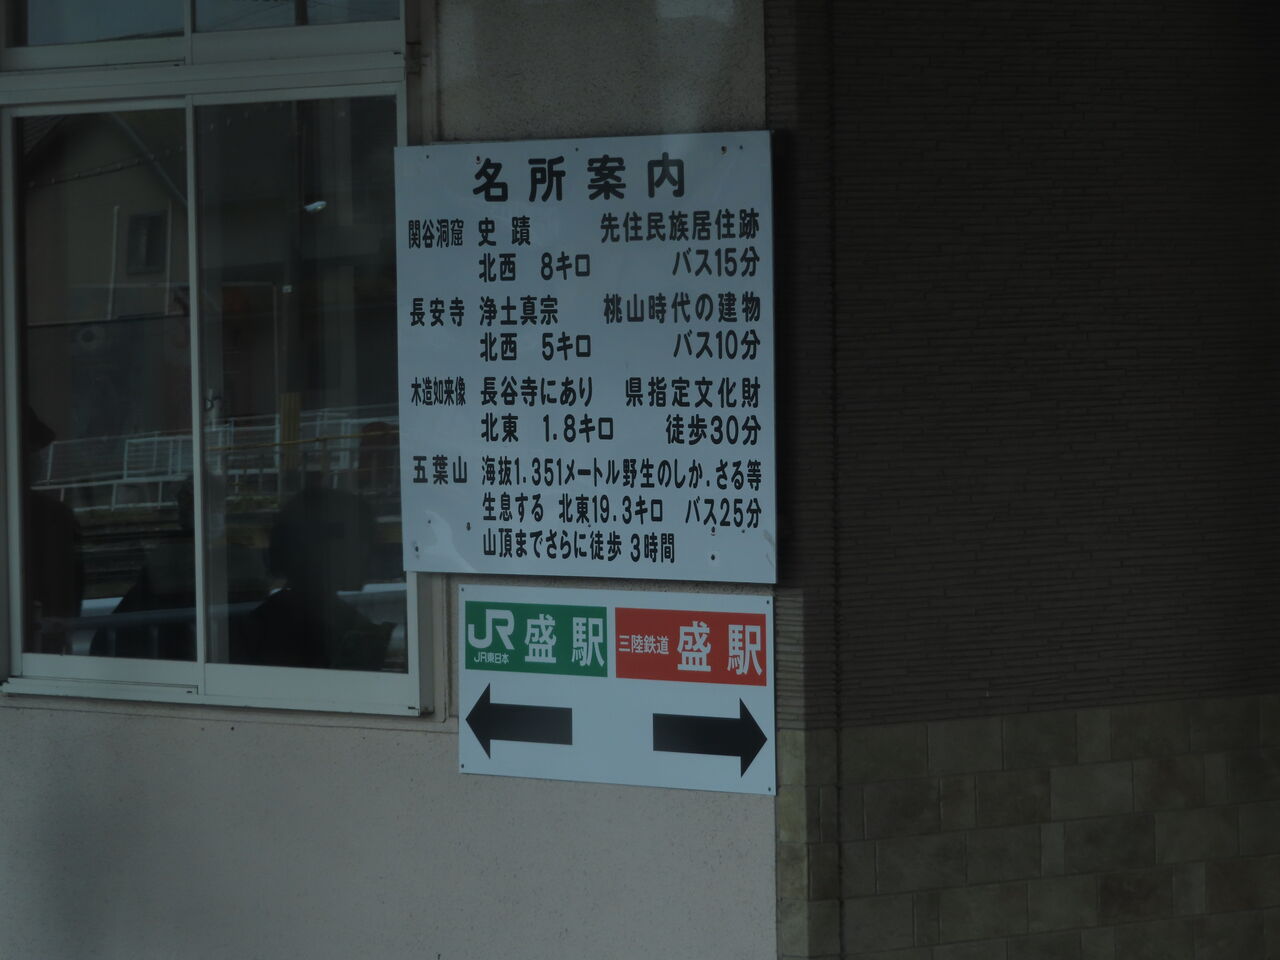 名所案内
関谷洞窟 史蹟 先住民族居住跡
北西 8キロ バス15分
長安寺 浄土真宗 桃山時代の建物
北西 5キロ バス10分
木造如来像 長谷寺にあり 県指定文化財
北東 1.8キロ 徒歩30分
五葉山 海抜1.351メートル野生のしか.さる等
生息する 北東19.3キロ バス25分
山頂までさらに徒歩 3時間
JR 盛駅 三陸鉄道 盛駅
JR東日本